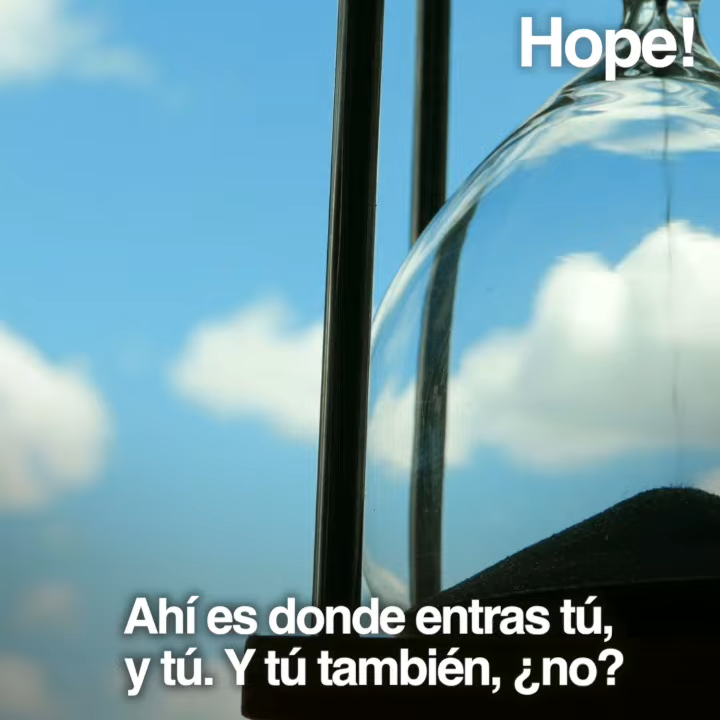 Hope!
Ahí es donde entras tú,
y tú. Y tú también, ¿no?